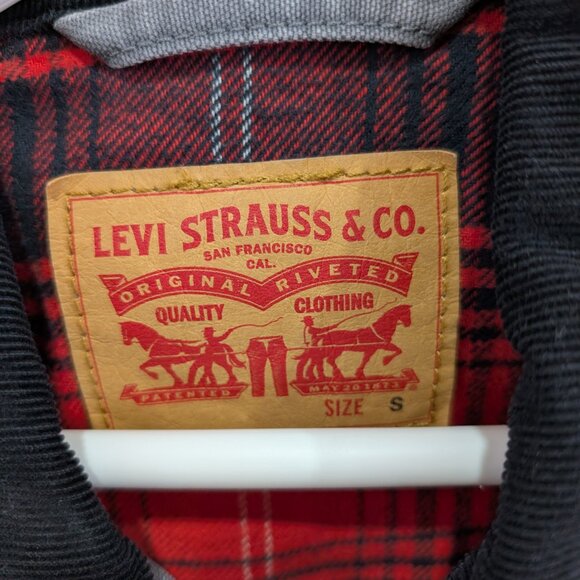 LEVI STRAUSS & CO.
SAN FRANCISCO
CAL.
ORIGINAL RIVETED
QUALITY CLOTHING
PATENTED MAY 20 1873
SIZE S